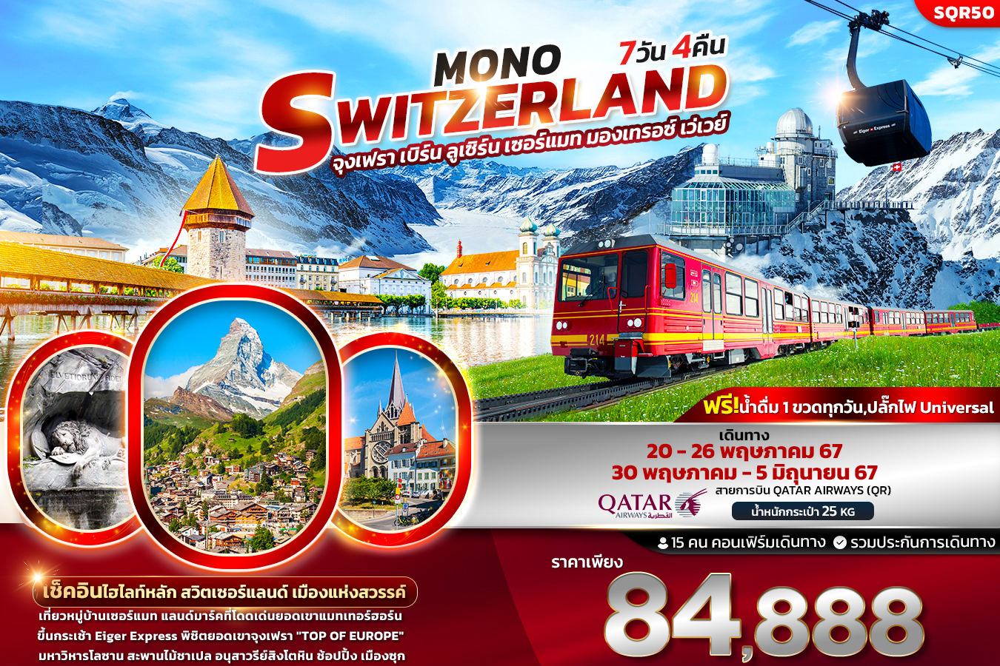 SQR50
MONO
7วัน 4คืน
SWITZERLAND
จุงเฟรา เบิร์น ลูเซิร์น เซอร์แมท มองเทรอซ์ เว่เวย์
Eiger Express
214
214
HELVETIORUM FIDEI
ฟรี!น้ำดื่ม 1 ขวดทุกวัน,ปลั๊กไฟ Universal
เดินทาง
20 - 26 พฤษภาคม 67
30 พฤษภาคม - 5 มิถุนายน 67
QATAR
AIRWAYS القطرية
สายการบิน QATAR AIRWAYS (QR)
น้ำหนักกระเป๋า 25 KG
15 คน คอนเฟิร์มเดินทาง รวมประกันการเดินทาง
ราคาเพียง
84,888
เช็คอินไฮไลท์หลัก สวิตเซอร์แลนด์ เมืองแห่งสวรรค์
เที่ยวหมู่บ้านเซอร์แมท แลนด์มาร์คที่โดดเด่นยอดเขาแมทเทอร์ฮอร์น
ขึ้นกระเช้า Eiger Express พิชิตยอดเขาจุงเฟรา "TOP OF EUROPE"
มหาวิหารโลซาน สะพานไม้ชาเปล อนุสาวรีย์สิงโตหิน ช้อปปิ้ง เมืองซุก